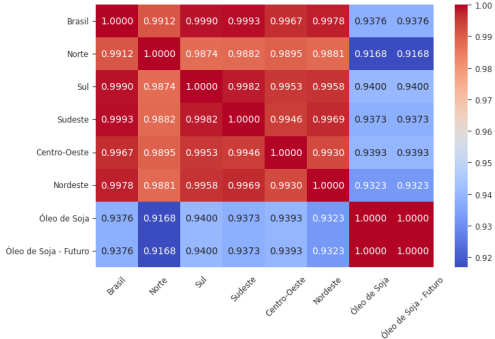 Brasil 1.0000 0.9912 0.9990 0.9993 0.9967 0.9978 0.9376 0.9376
Norte 0.9912 1.0000 0.9874 0.9882 0.9895 0.9881 0.9168 0.9168
Sul 0.9990 0.9874 1.0000 0.9982 0.9953 0.9958 0.9400 0.9400
Sudeste 0.9993 0.9882 0.9982 1.0000 0.9946 0.9969 0.9373 0.9373
Centro-Oeste 0.9967 0.9895 0.9953 0.9946 1.0000 0.9930 0.9393 0.9393
Nordeste 0.9978 0.9881 0.9958 0.9969 0.9930 1.0000 0.9323 0.9323
Óleo de Soja 0.9376 0.9168 0.9400 0.9373 0.9393 0.9323 1.0000 1.0000
Óleo de Soja - Futuro 0.9376 0.9168 0.9400 0.9373 0.9393 0.9323 1.0000 1.0000
Brasil
Norte
Sul
Sudeste
Centro-Oeste
Nordeste
Óleo de Soja
Óleo de Soja - Futuro
1.00
0.99
0.98
0.97
0.96
0.95
0.94
0.93
0.92